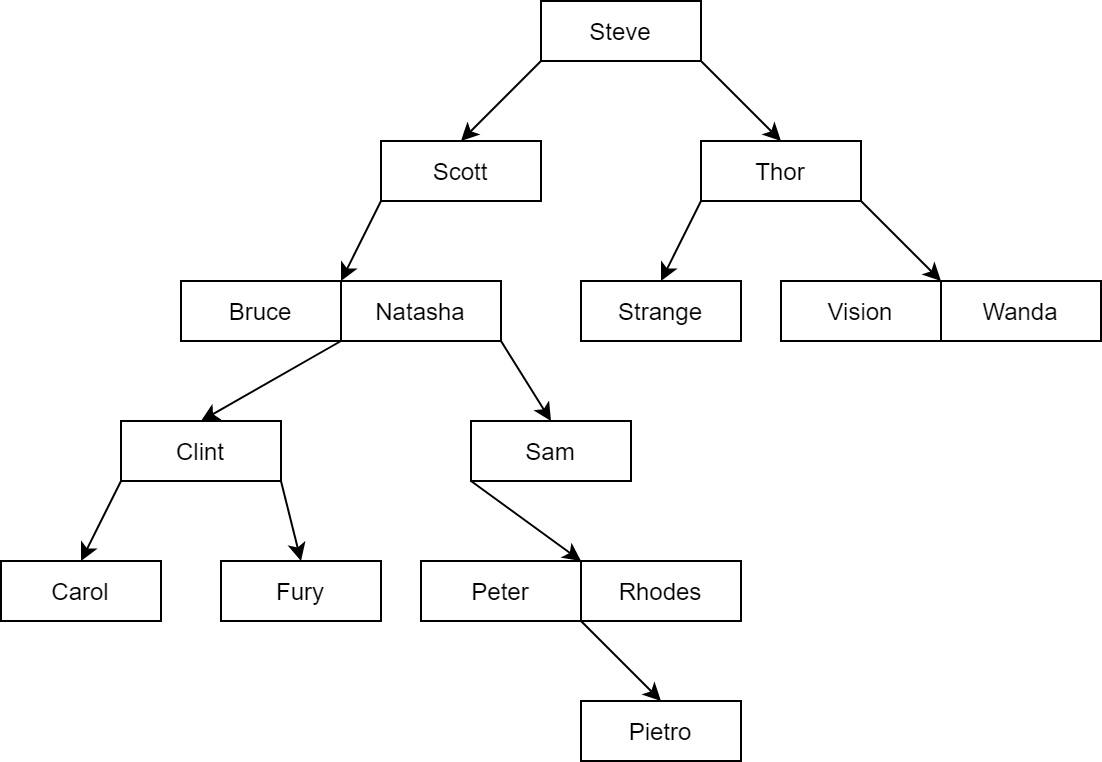 Steve
Scott
Thor
Bruce
Natasha
Strange
Vision
Wanda
Clint
Sam
Carol
Fury
Peter
Rhodes
Pietro